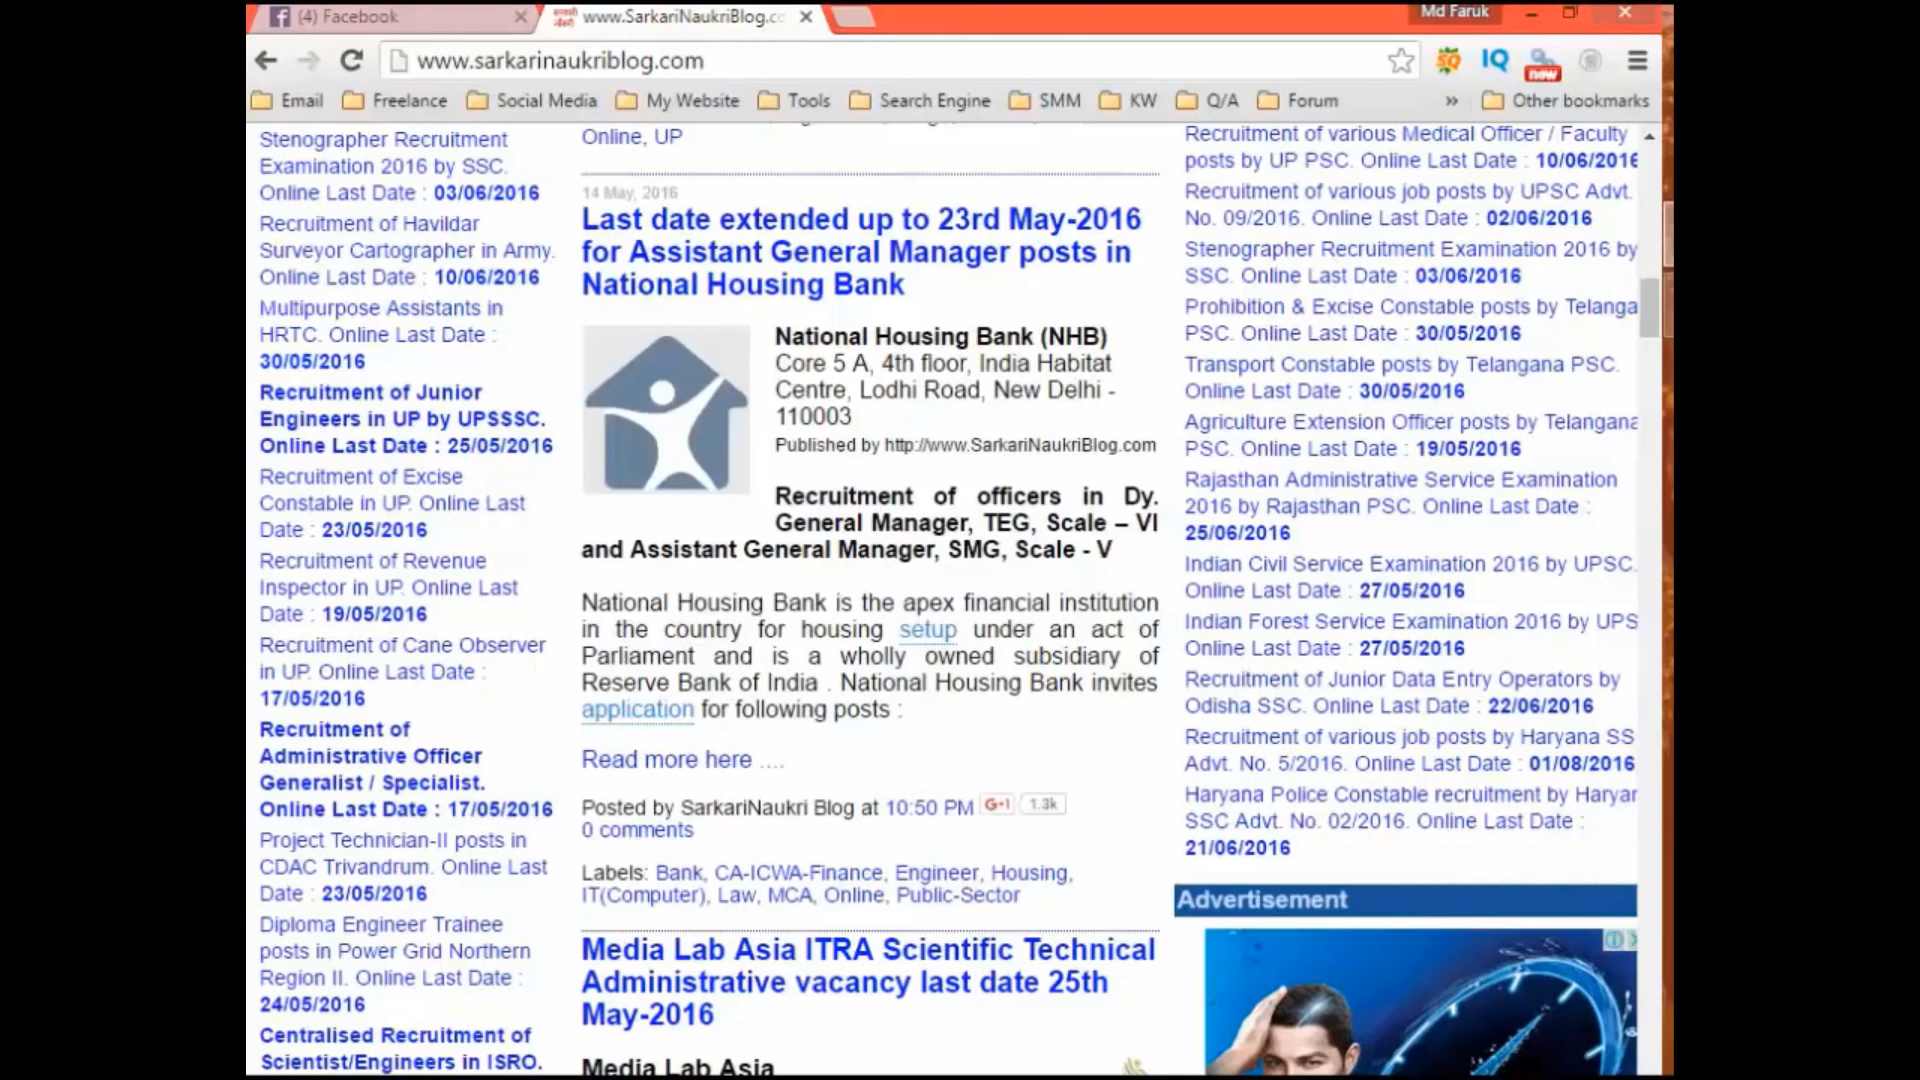 (4) Facebook
www.SarkariNaukriBlog.co
Md Faruk
www.sarkarinaukriblog.com
SQ
IQ
now
Email
Freelance
Social Media
My Website
Tools
Search Engine
SMM
KW
Q/A
Forum
»
Other bookmarks
Stenographer Recruitment
Examination 2016 by SSC.
Online Last Date : 03/06/2016
Recruitment of Havildar
Surveyor Cartographer in Army.
Online Last Date : 10/06/2016
Multipurpose Assistants in
HRTC. Online Last Date :
30/05/2016
Recruitment of Junior
Engineers in UP by UPSSSC.
Online Last Date : 25/05/2016
Recruitment of Excise
Constable in UP. Online Last
Date : 23/05/2016
Recruitment of Revenue
Inspector in UP. Online Last
Date : 19/05/2016
Recruitment of Cane Observer
in UP. Online Last Date :
17/05/2016
Recruitment of
Administrative Officer
Generalist / Specialist.
Online Last Date : 17/05/2016
Project Technician-II posts in
CDAC Trivandrum. Online Last
Date : 23/05/2016
Diploma Engineer Trainee
posts in Power Grid Northern
Region II. Online Last Date :
24/05/2016
Centralised Recruitment of
Scientist/Engineers in ISRO.
Online, UP
14 May, 2016
Last date extended up to 23rd May-2016
for Assistant General Manager posts in
National Housing Bank
National Housing Bank (NHB)
Core 5 A, 4th floor, India Habitat
Centre, Lodhi Road, New Delhi -
110003
Published by http://www.SarkariNaukriBlog.com
Recruitment of officers in Dy.
General Manager, TEG, Scale – VI
and Assistant General Manager, SMG, Scale - V
National Housing Bank is the apex financial institution
in the country for housing setup under an act of
Parliament and is a wholly owned subsidiary of
Reserve Bank of India . National Housing Bank invites
application for following posts :
Read more here ....
Posted by SarkariNaukri Blog at 10:50 PM G+1 1.3k
0 comments
Labels: Bank, CA-ICWA-Finance, Engineer, Housing,
IT(Computer), Law, MCA, Online, Public-Sector
Media Lab Asia ITRA Scientific Technical
Administrative vacancy last date 25th
May-2016
Media Lab Asia
Recruitment of various Medical Officer / Faculty
posts by UP PSC. Online Last Date : 10/06/2016
Recruitment of various job posts by UPSC Advt.
No. 09/2016. Online Last Date : 02/06/2016
Stenographer Recruitment Examination 2016 by
SSC. Online Last Date : 03/06/2016
Prohibition & Excise Constable posts by Telanga
PSC. Online Last Date : 30/05/2016
Transport Constable posts by Telangana PSC.
Online Last Date : 30/05/2016
Agriculture Extension Officer posts by Telangana
PSC. Online Last Date : 19/05/2016
Rajasthan Administrative Service Examination
2016 by Rajasthan PSC. Online Last Date :
25/06/2016
Indian Civil Service Examination 2016 by UPSC.
Online Last Date : 27/05/2016
Indian Forest Service Examination 2016 by UPS
Online Last Date : 27/05/2016
Recruitment of Junior Data Entry Operators by
Odisha SSC. Online Last Date : 22/06/2016
Recruitment of various job posts by Haryana SS
Advt. No. 5/2016. Online Last Date : 01/08/2016
Haryana Police Constable recruitment by Haryar
SSC Advt. No. 02/2016. Online Last Date :
21/06/2016
Advertisement